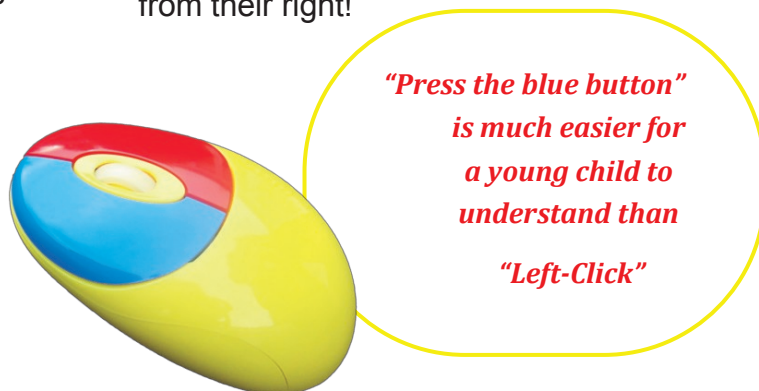 from their right!
“Press the blue button”
is much easier for
a young child to
understand than
“Left-Click”